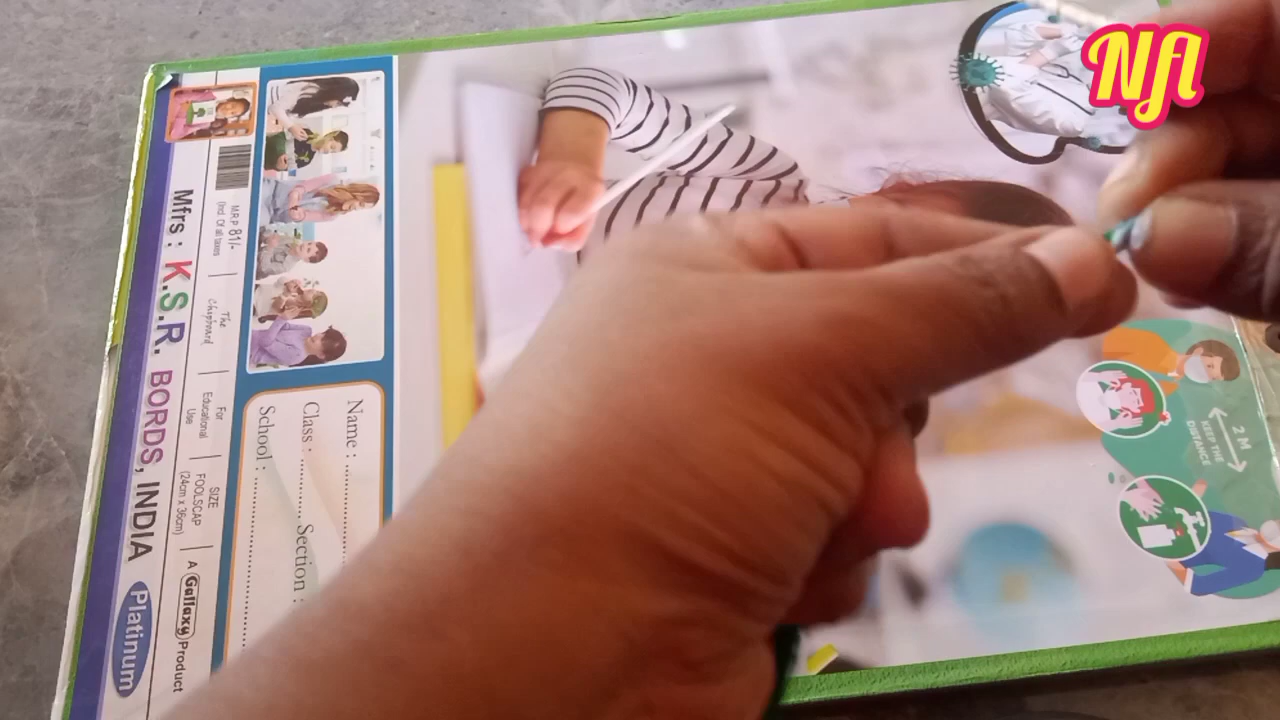 NA
Name : ..................
Class : ........... Section :
School : ..............................
M.R.P 81/-
(Incl. Of all taxes
The
Chipboard
For
Educational
Use
SIZE
FOOLSCAP
(24cm x 36cm)
A Gallaxy Product
Mfrs : K.S.R. BORDS, INDIA Platinum
2 M
KEEP THE
DISTANCE